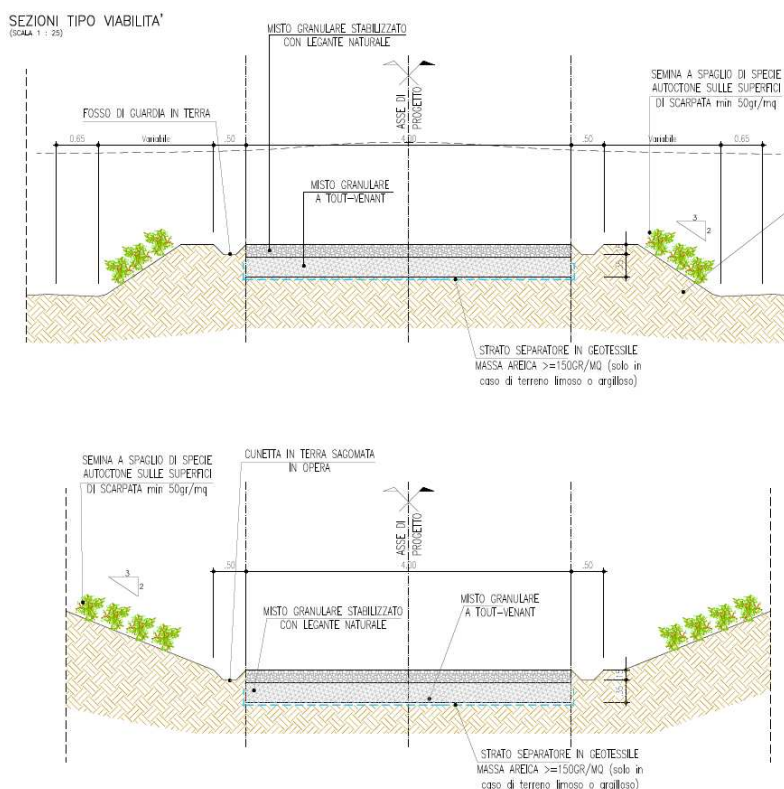 SEZIONI TIPO VIABILITA'
(SCALA 1 : 25)
MISTO GRANULARE STABILIZZATO
CON LEGANTE NATURALE
ASSE DI
PROGETTO
SEMINA A SPAGLIO DI SPECIE
AUTOCTONE SULLE SUPERFICI
DI SCARPATA min 50gr/mq
FOSSO DI GUARDIA IN TERRA
0.65
Variabile
.50
.50
Variabile
0.65
MISTO GRANULARE
A TOUT-VENANT
3
2
STRATO SEPARATORE IN GEOTESSILE
MASSA AREICA >=150GR/MQ (solo in
caso di terreno limoso o argilloso)
SEMINA A SPAGLIO DI SPECIE
AUTOCTONE SULLE SUPERFICI
DI SCARPATA min 50gr/mq
CUNETTA IN TERRA SAGOMATA
IN OPERA
ASSE DI
PROGETTO
.50
.50
3
2
MISTO GRANULARE STABILIZZATO
CON LEGANTE NATURALE
MISTO GRANULARE
A TOUT-VENANT
STRATO SEPARATORE IN GEOTESSILE
MASSA AREICA >=150GR/MQ (solo in
caso di terreno limoso o argilloso)